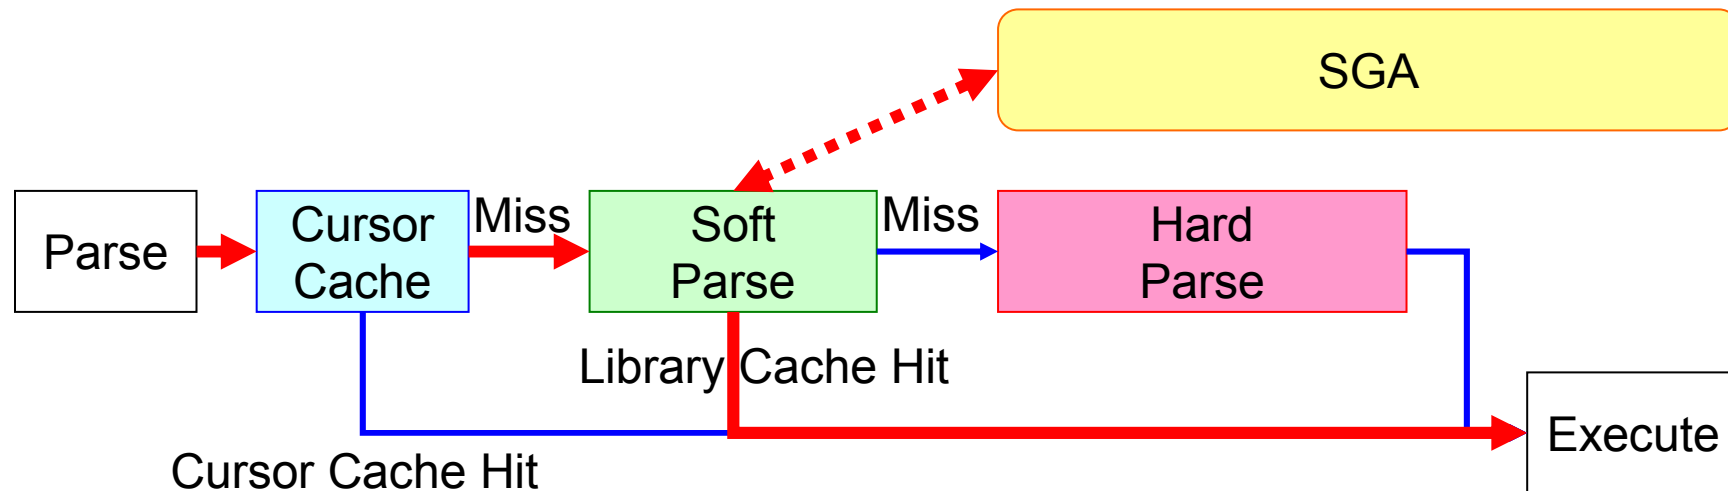 SGA
Parse
Cursor
Cache
Miss
Soft
Parse
Miss
Hard
Parse
Library Cache Hit
Cursor Cache Hit
Execute